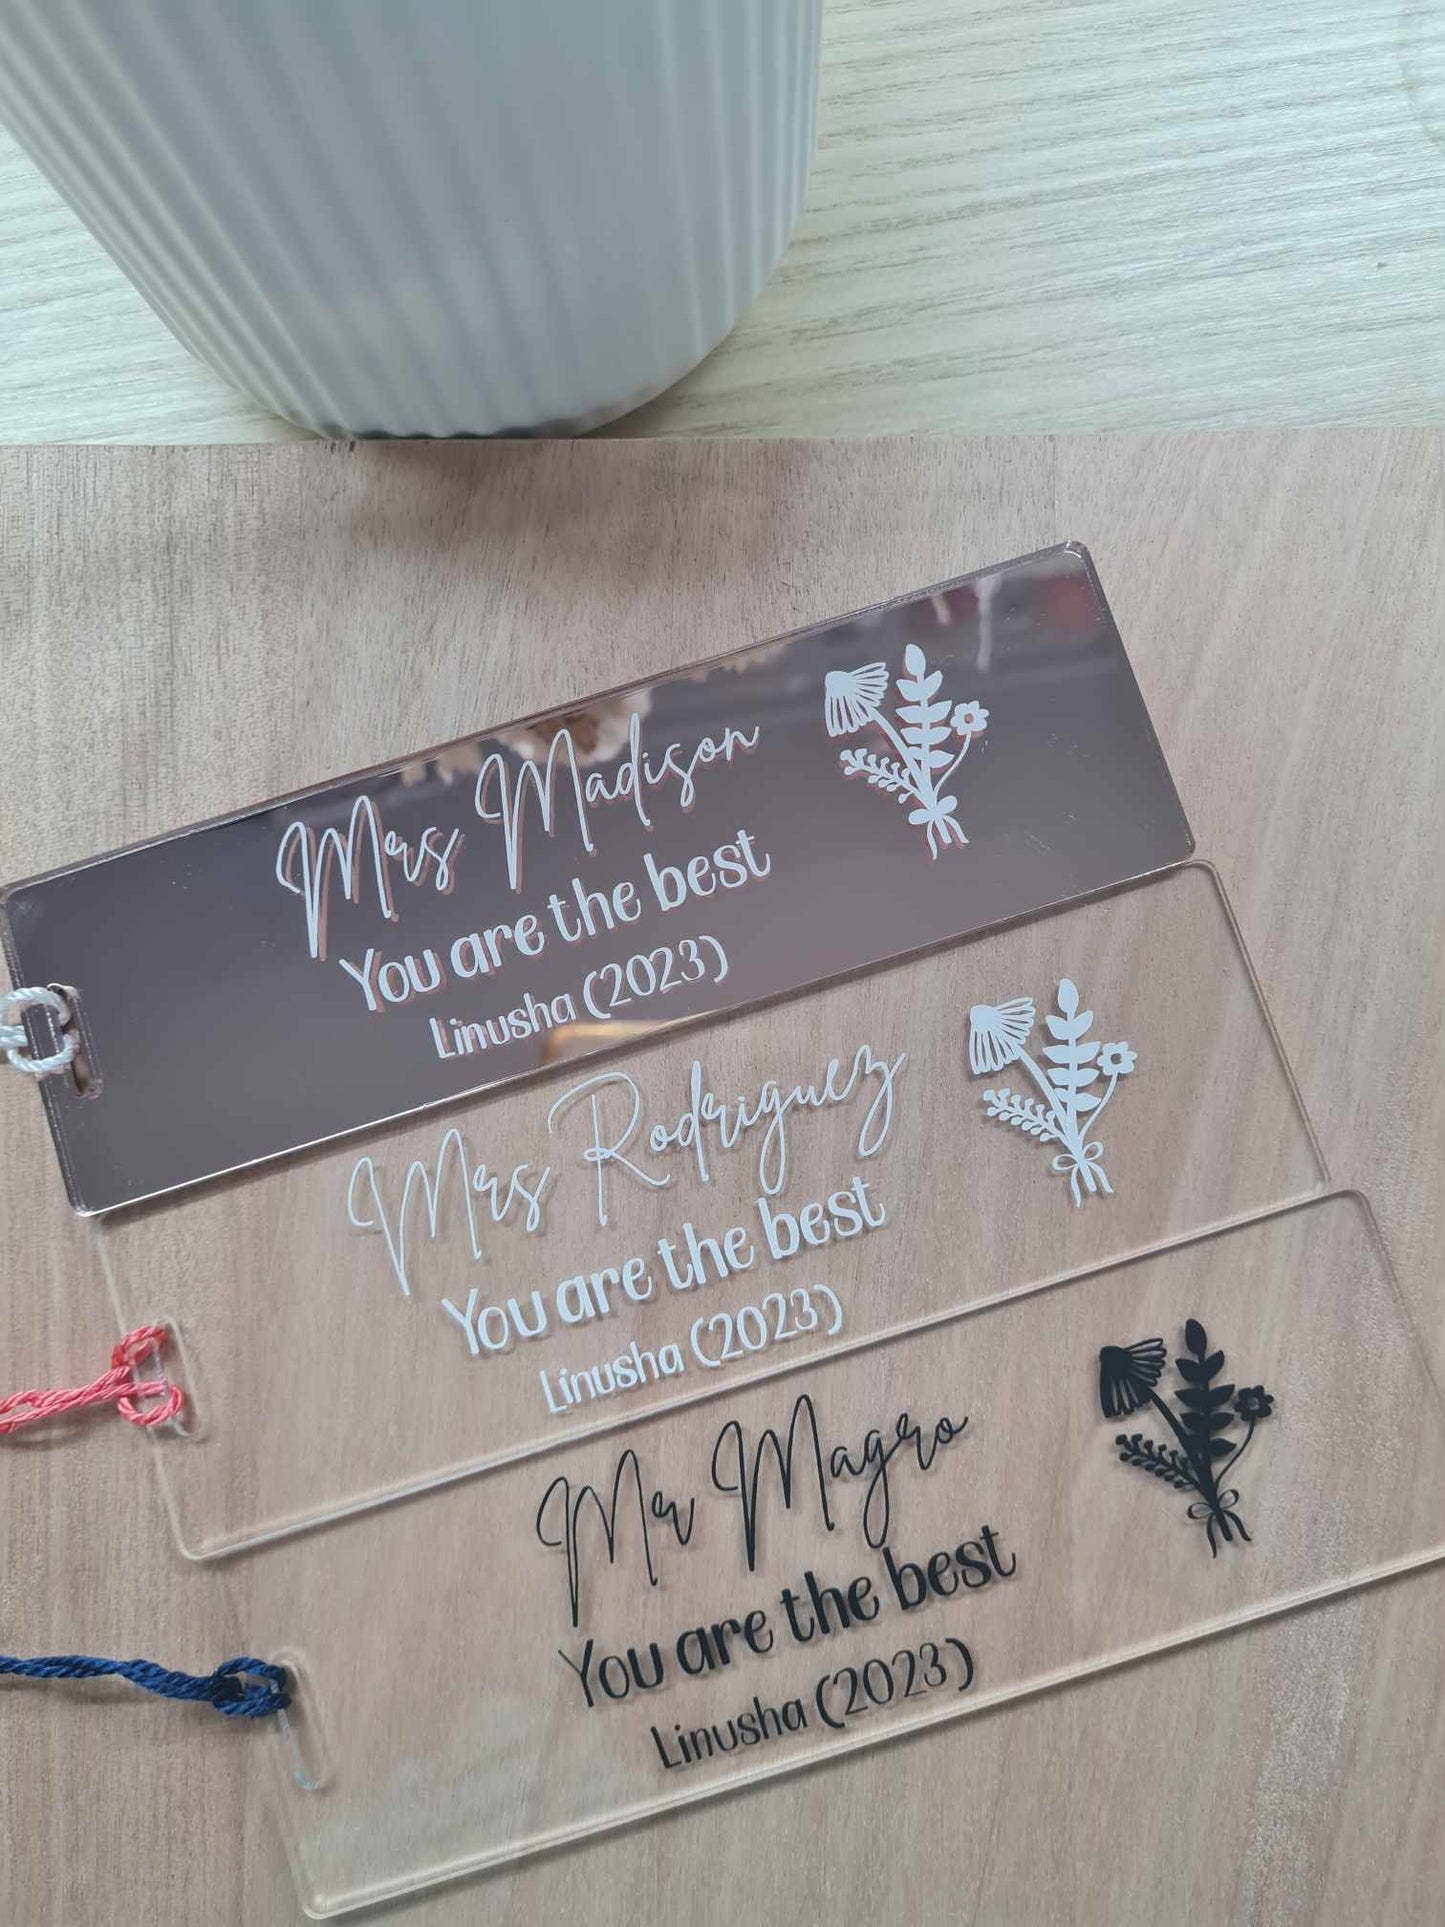 Mrs Madison
You are the best
Linusha (2023)
Mrs Rodriguez
You are the best
Linusha (2023)
Mr Magro
You are the best
Linusha (2023)